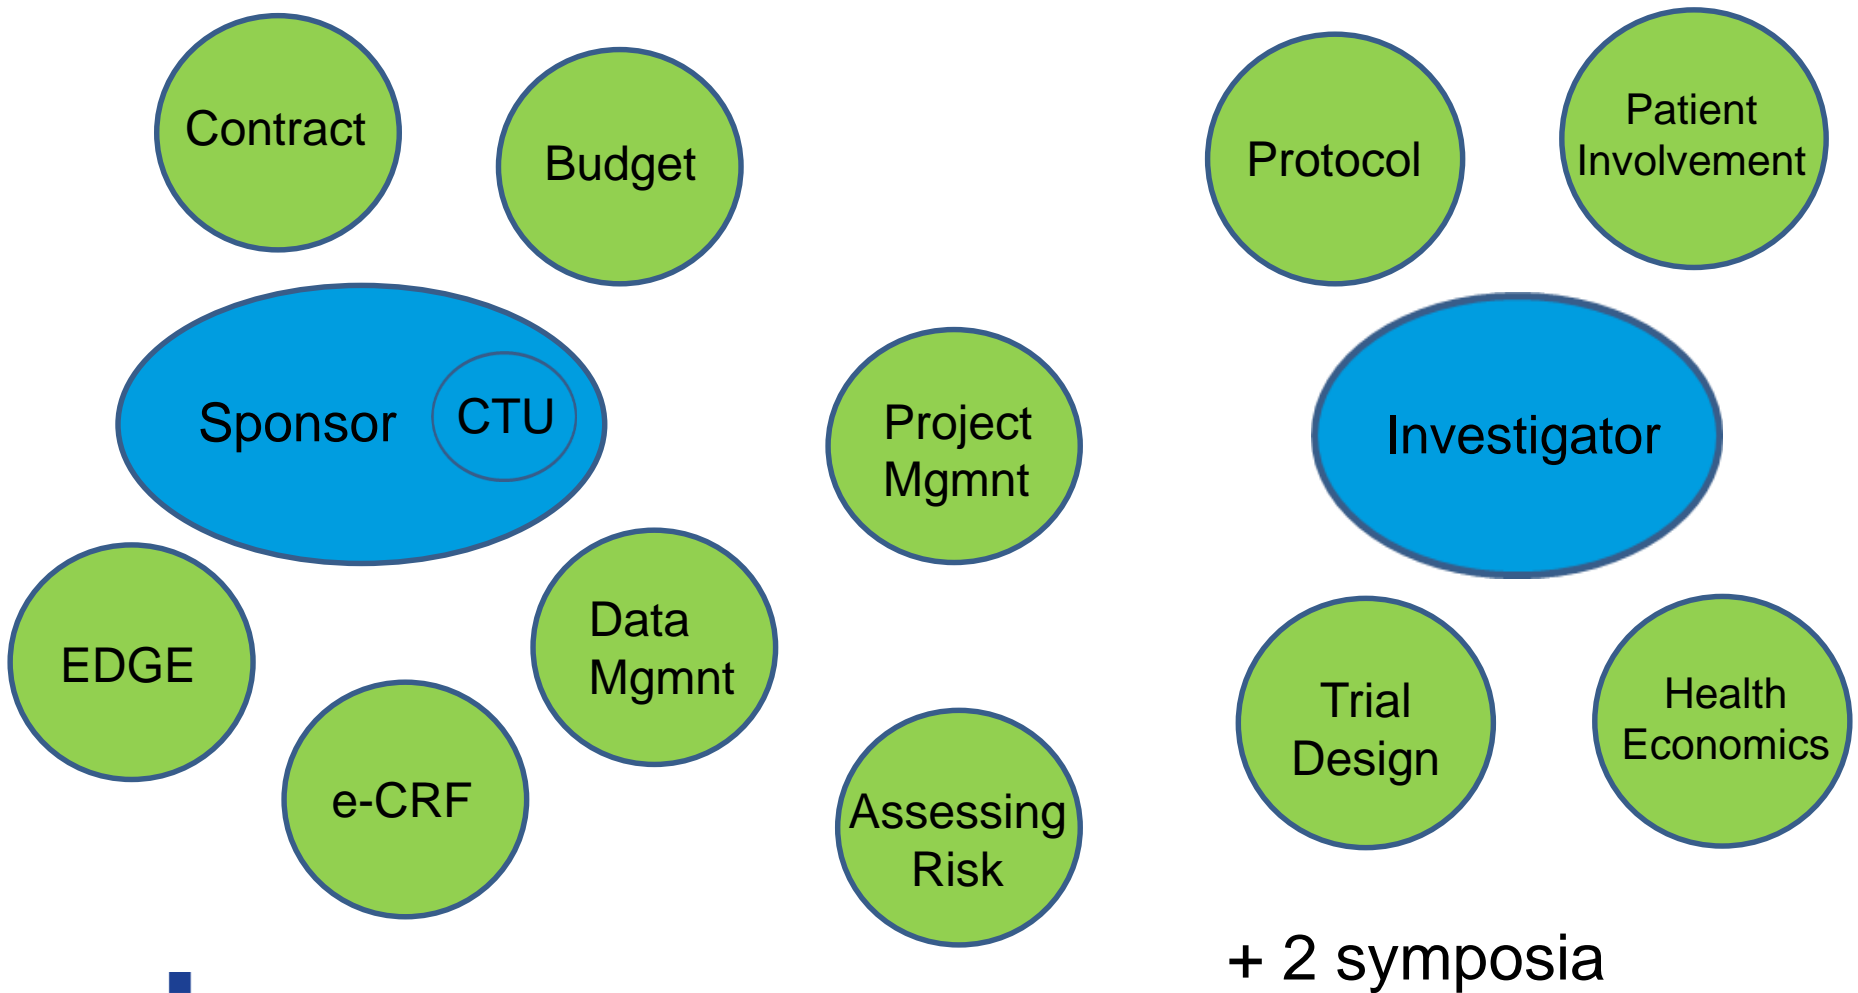 Contract
Budget
Protocol
Patient
Involvement
Sponsor
CTU
Project
Mgmnt
Investigator
EDGE
Data
Mgmnt
e-CRF
Assessing
Risk
Trial
Design
Health
Economics
+ 2 symposia